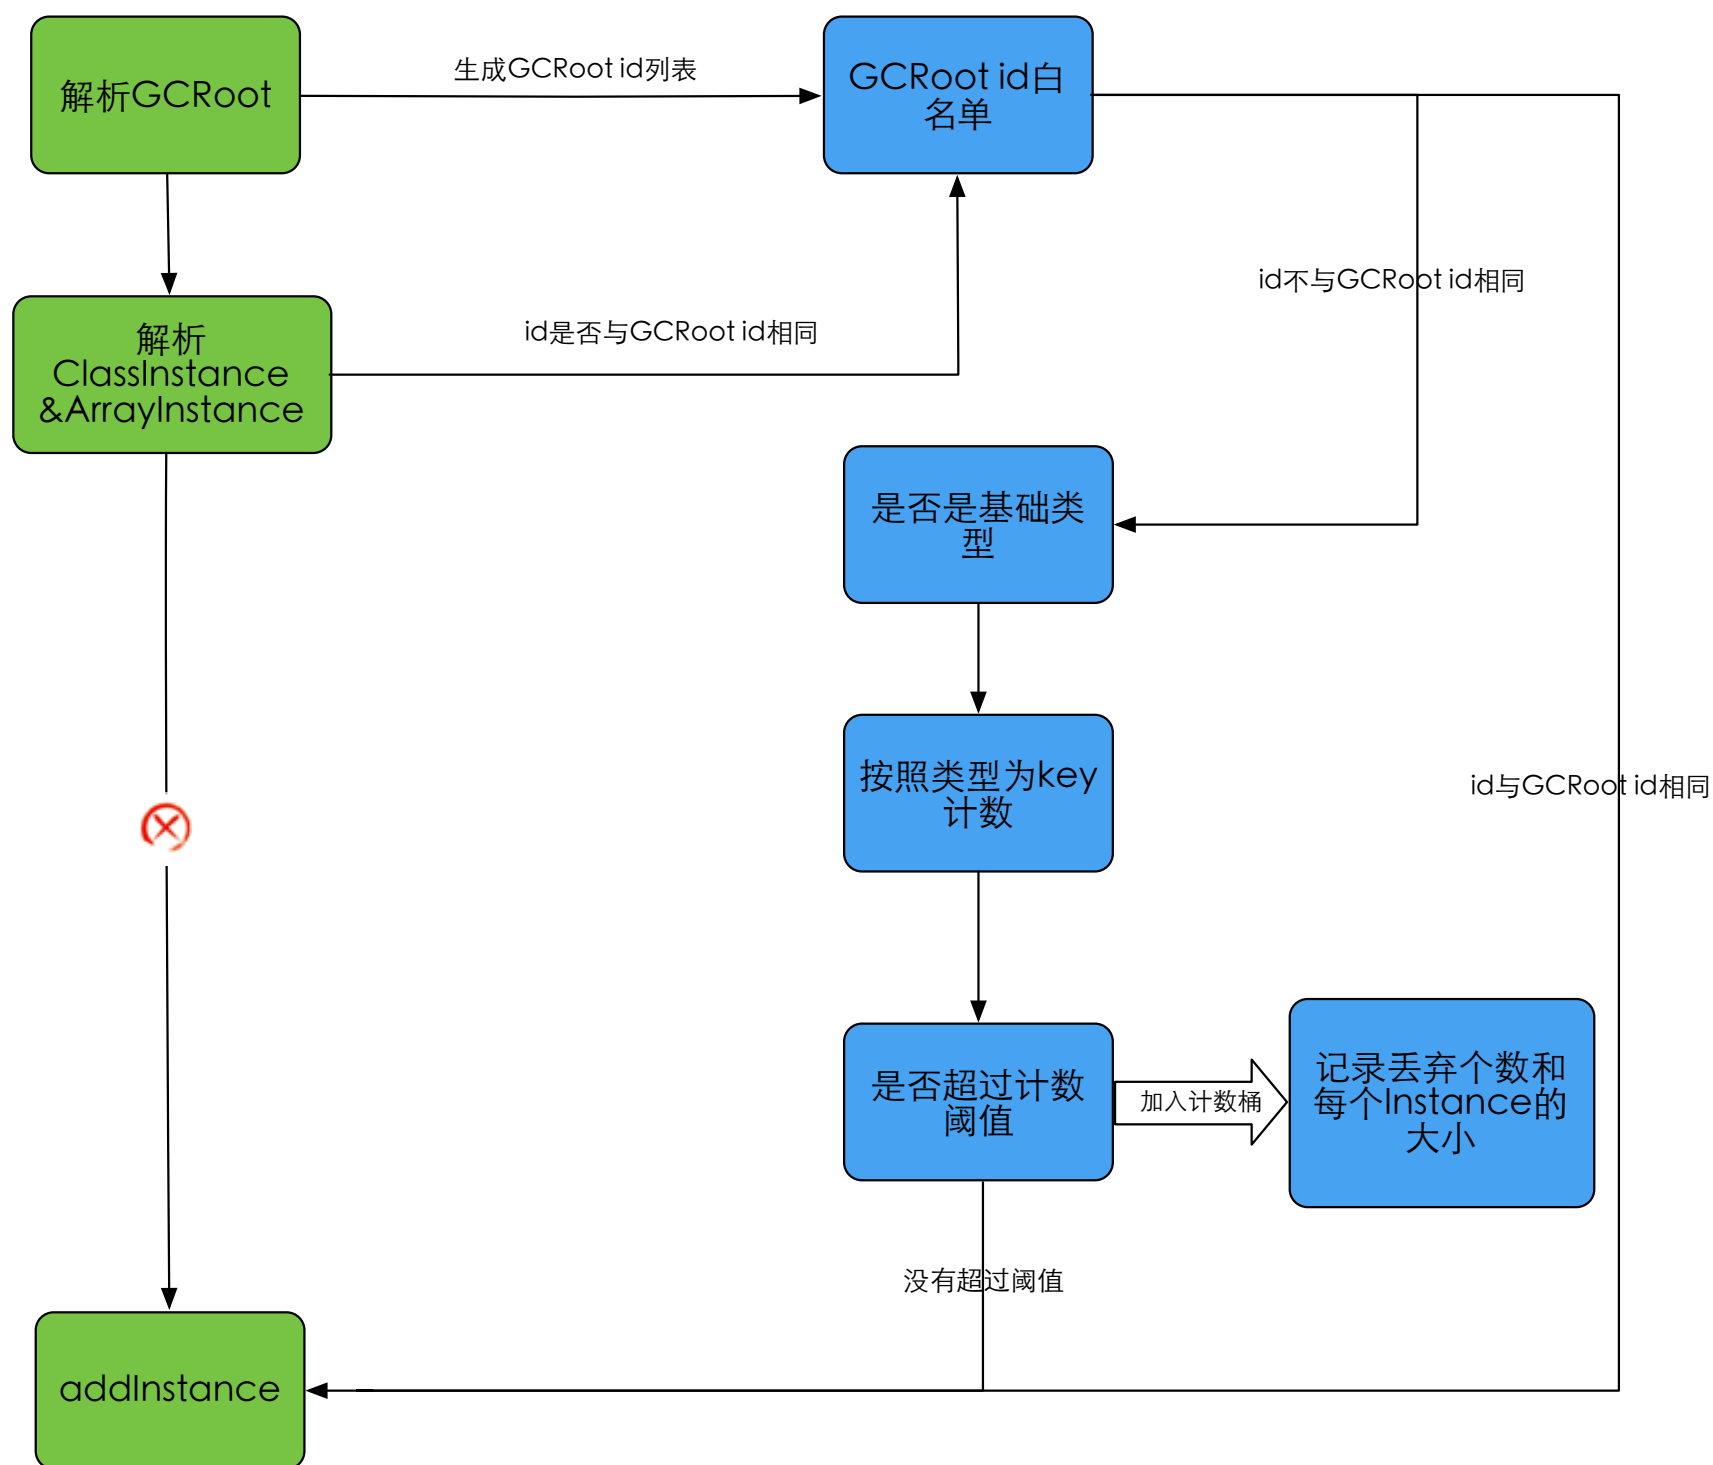 解析GCRoot
生成GCRoot id列表
GCRoot id白
名单
id不与GCRoot id相同
解析
ClassInstance
&ArrayInstance
id是否与GCRoot id相同
是否是基础类
型
按照类型为key
计数
id与GCRoot id相同
是否超过计数
阈值
加入计数桶
记录丢弃个数和
每个Instance的
大小
没有超过阈值
addInstance